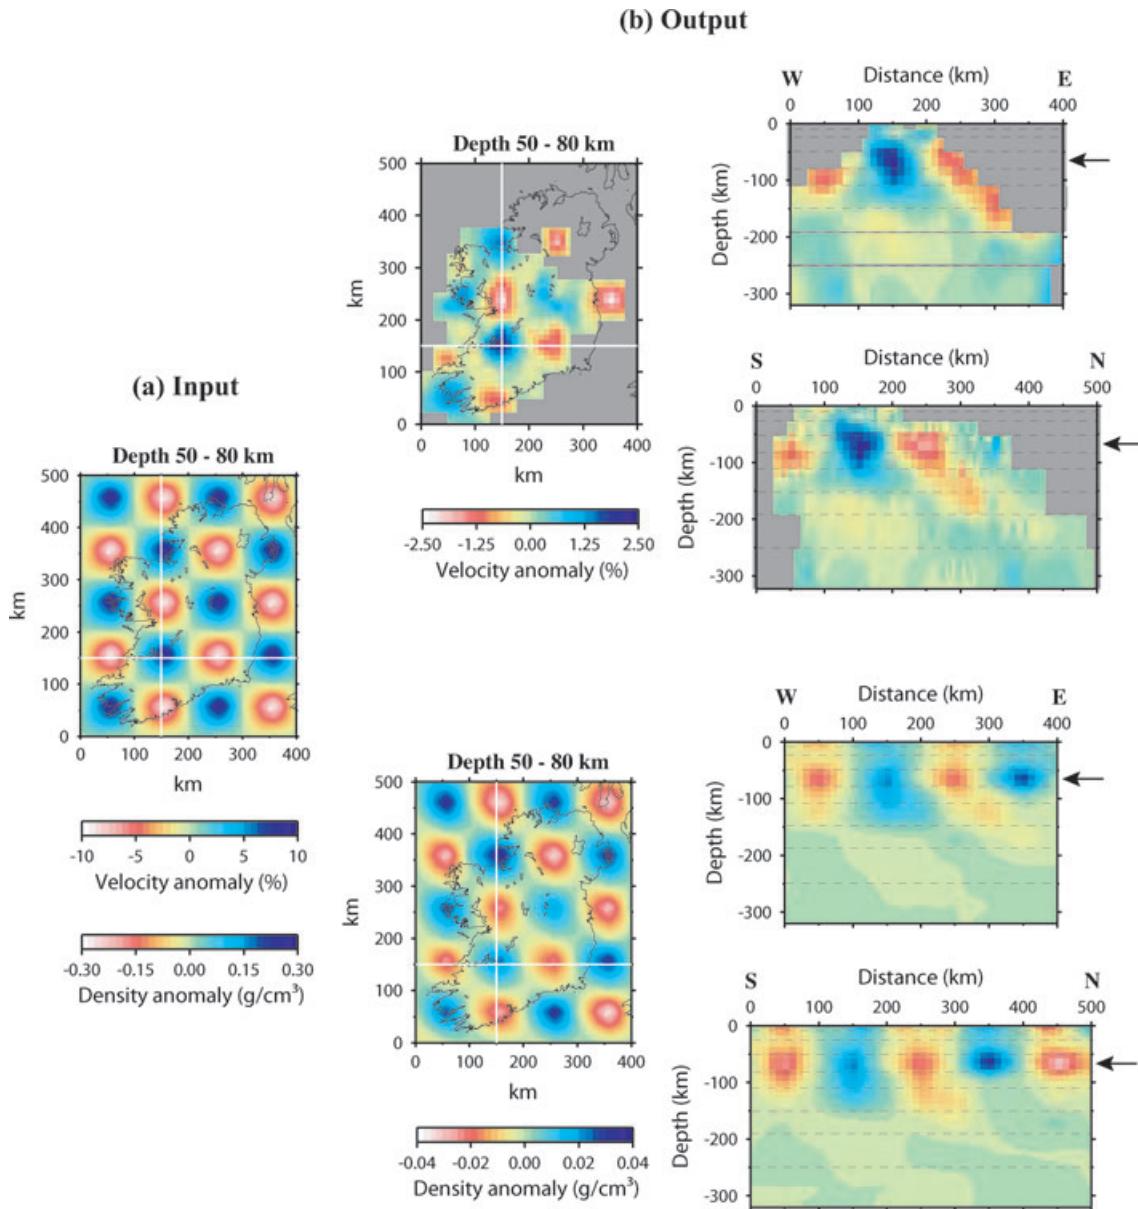 (b) Output
W Distance (km) E
0 100 200 300 400
0
-100
-200
-300
Depth (km)
Depth 50 - 80 km
500
400
300
200
100
0
km
0 100 200 300 400
km
-2.50 -1.25 0.00 1.25 2.50
Velocity anomaly (%)
S Distance (km) N
0 100 200 300 400 500
0
-100
-200
-300
Depth (km)
(a) Input
Depth 50 - 80 km
500
400
300
200
100
0
km
0 100 200 300 400
km
-10 -5 0 5 10
Velocity anomaly (%)
-0.30 -0.15 0.00 0.15 0.30
Density anomaly (g/cm³)
Depth 50 - 80 km
500
400
300
200
100
0
km
0 100 200 300 400
km
-0.04 -0.02 0.00 0.02 0.04
Density anomaly (g/cm³)
W Distance (km) E
0 100 200 300 400
0
-100
-200
-300
Depth (km)
S Distance (km) N
0 100 200 300 400 500
0
-100
-200
-300
Depth (km)